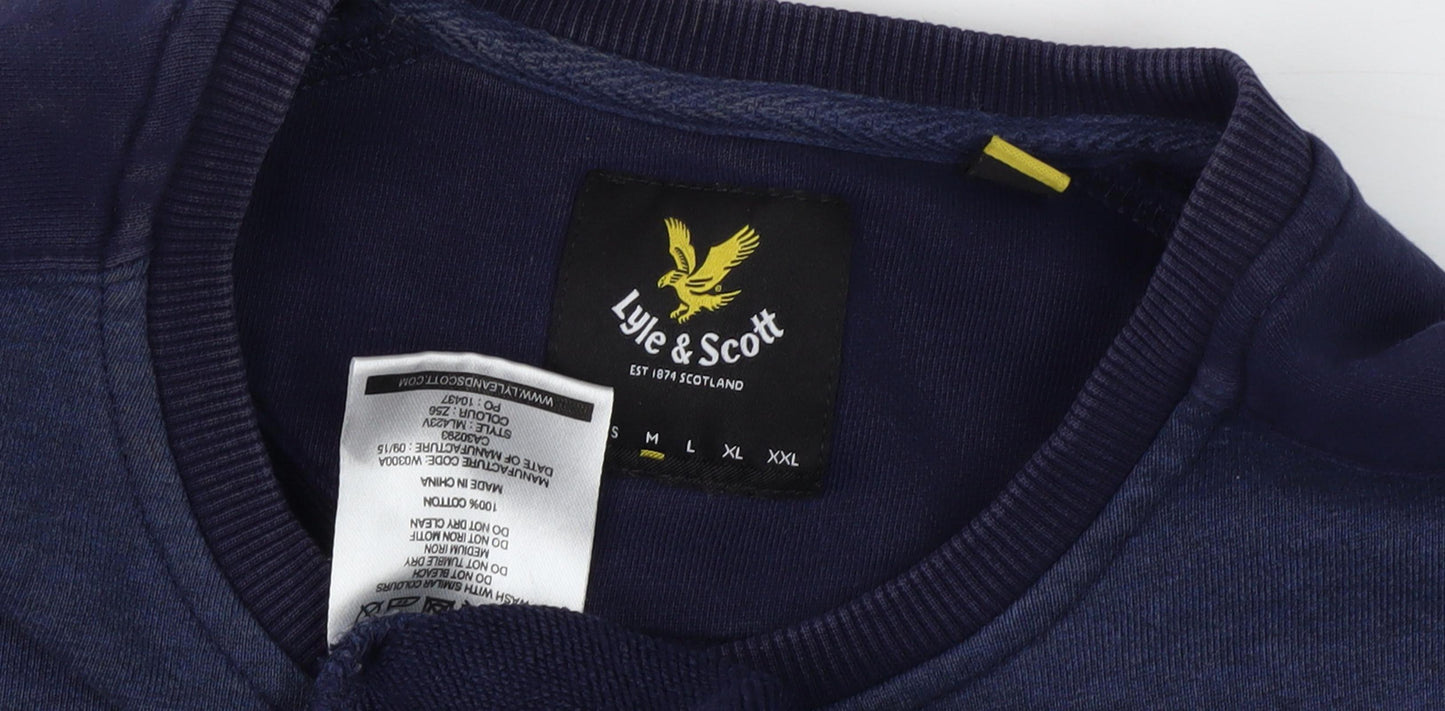 Lyle & Scott
EST 1874 SCOTLAND
S M L XL XXL
WWW.LYLEANDSCOTT.COM
PO : 10437
COLOUR : Z56
STYLE : ML423V
CA30293
DATE OF MANUFACTURE : 09/15
MANUFACTURE CODE: W0300A
MADE IN CHINA
100% COTTON
DO NOT DRY CLEAN
DO NOT IRON MOTIF
MEDIUM IRON
DO NOT TUMBLE DRY
DO NOT BLEACH
WASH WITH SIMILAR COLOURS